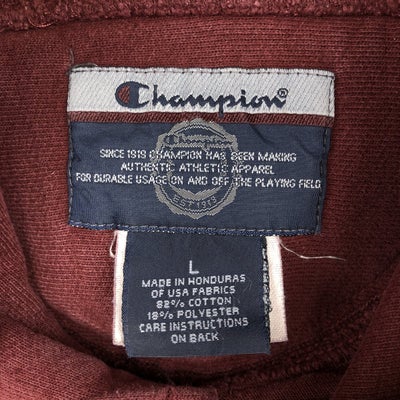 Champion®
Champion
SINCE 1919 CHAMPION HAS BEEN MAKING
AUTHENTIC ATHLETIC APPAREL
FOR DURABLE USAGE ON AND OFF THE PLAYING FIELD
EST 1919
L
MADE IN HONDURAS
OF USA FABRICS
82% COTTON
18% POLYESTER
CARE INSTRUCTIONS
ON BACK